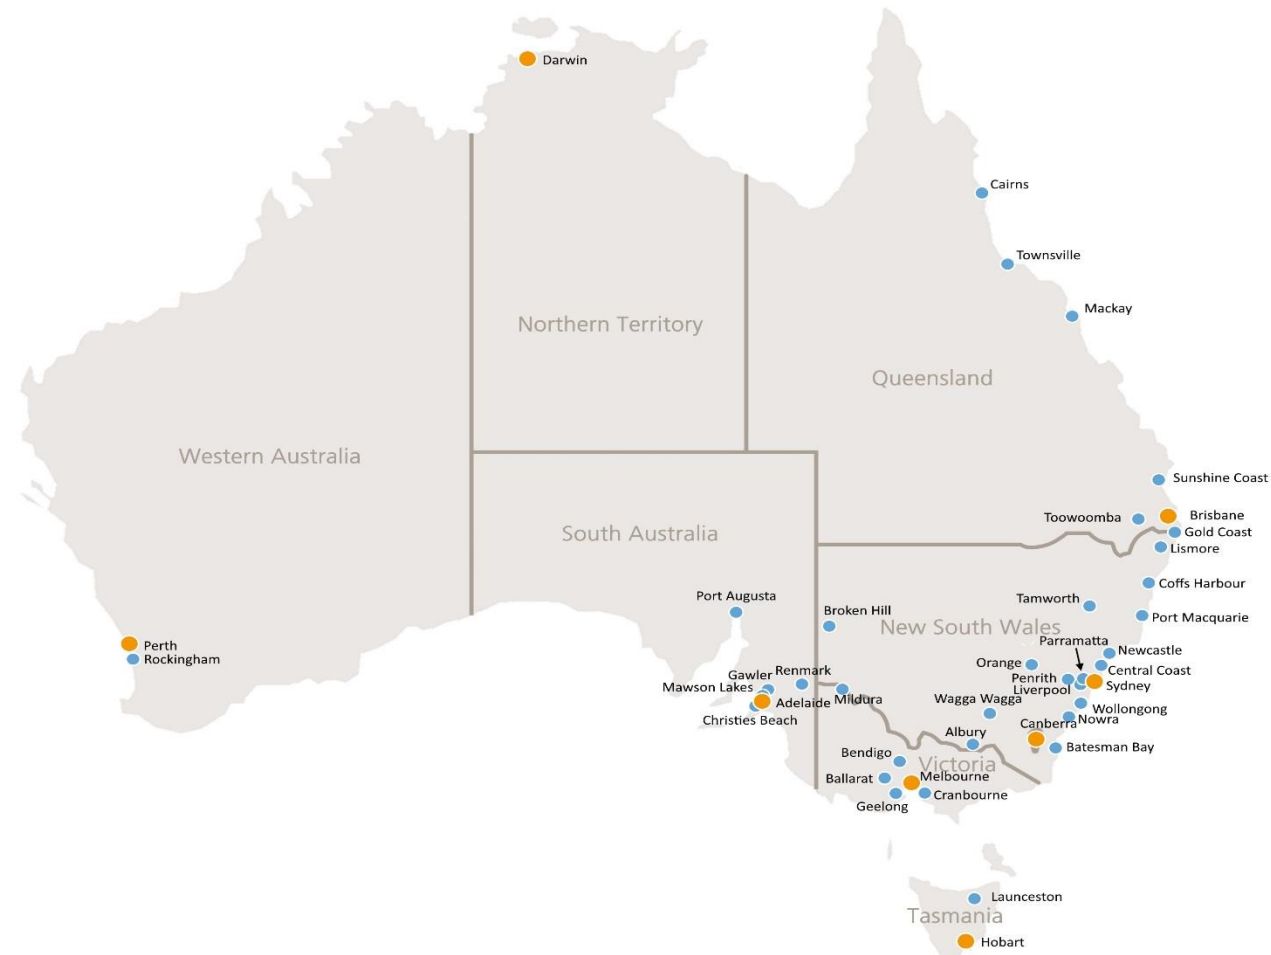 Darwin
Cairns
Townsville
Mackay
Northern Territory
Queensland
Western Australia
Sunshine Coast
Toowoomba
Brisbane
Gold Coast
South Australia
Lismore
Coffs Harbour
Port Augusta
Tamworth
Broken Hill
Port Macquarie
New South Wales
Parramatta
Perth
Newcastle
Rockingham
Orange
Central Coast
Gawler
Renmark
Penrith
Mawson Lakes
Sydney
Liverpool
Adelaide
Mildura
Wagga Wagga
Wollongong
Christies Beach
Canberra
Nowra
Albury
Batesman Bay
Bendigo
Victoria
Ballarat
Melbourne
Cranbourne
Geelong
Launceston
Tasmania
Hobart